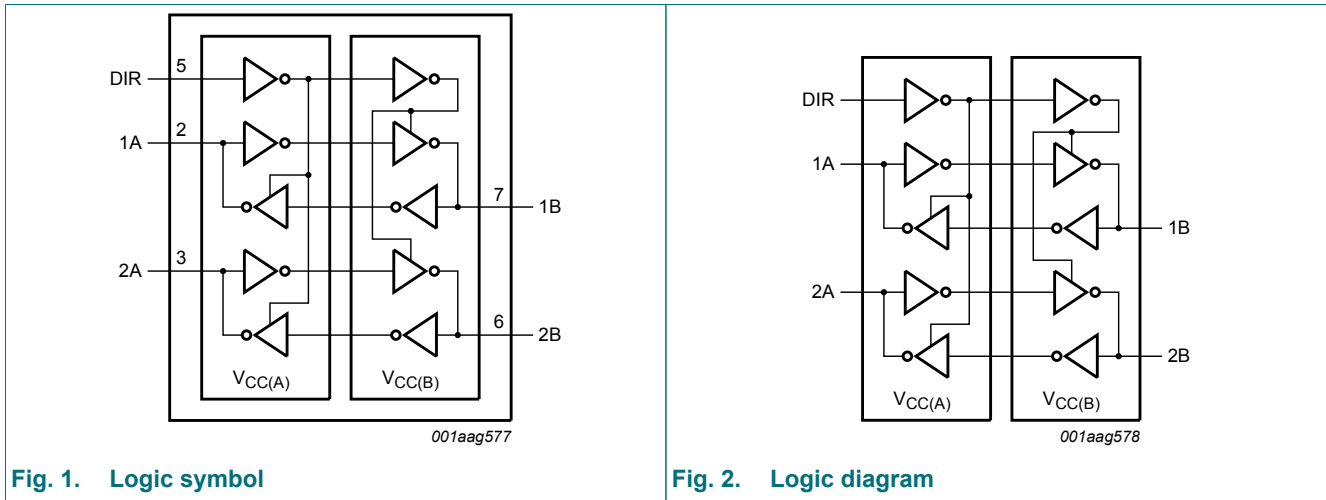 DIR 5
1A 2
7 1B
2A 3
6 2B
VCC(A) VCC(B)
001aag577
Fig. 1. Logic symbol
DIR
1A
1B
2A
2B
VCC(A) VCC(B)
001aag578
Fig. 2. Logic diagram